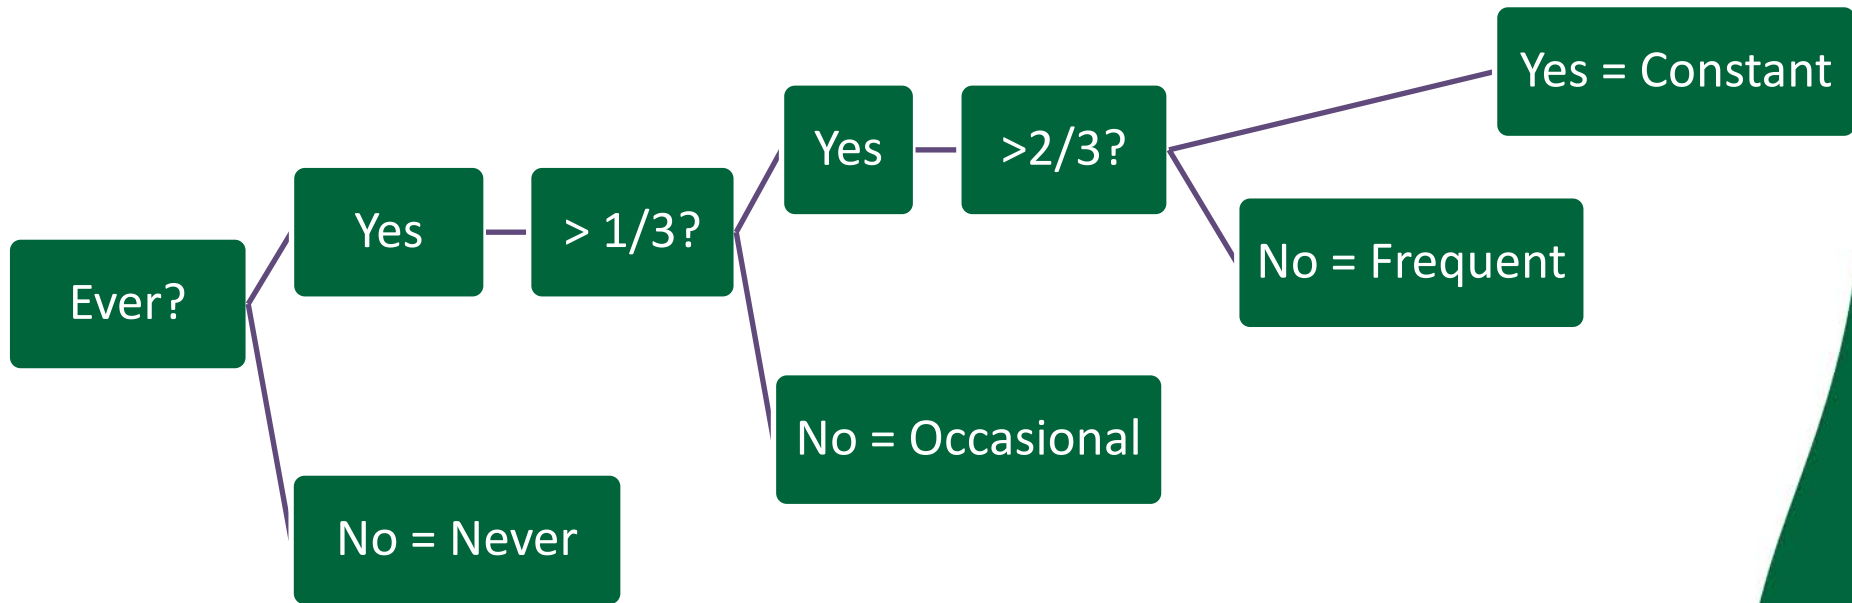 Ever?
Yes
> 1/3?
Yes
>2/3?
Yes = Constant
No = Frequent
No = Occasional
No = Never